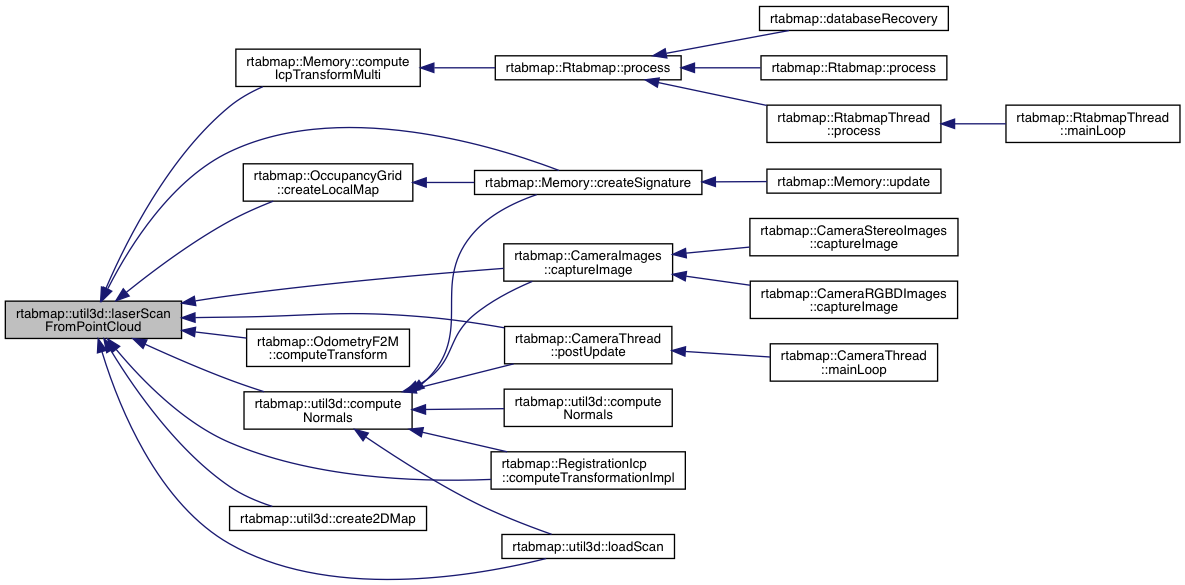 rtabmap::databaseRecovery
rtabmap::Memory::compute
IcpTransformMulti
rtabmap::Rtabmap::process
rtabmap::Rtabmap::process
rtabmap::RtabmapThread
::process
rtabmap::RtabmapThread
::mainLoop
rtabmap::OccupancyGrid
::createLocalMap
rtabmap::Memory::createSignature
rtabmap::Memory::update
rtabmap::CameraStereoImages
::captureImage
rtabmap::CameraImages
::captureImage
rtabmap::CameraRGBDImages
::captureImage
rtabmap::util3d::laserScan
FromPointCloud
rtabmap::OdometryF2M
::computeTransform
rtabmap::CameraThread
::postUpdate
rtabmap::CameraThread
::mainLoop
rtabmap::util3d::compute
Normals
rtabmap::util3d::compute
Normals
rtabmap::RegistrationIcp
::computeTransformationImpl
rtabmap::util3d::create2DMap
rtabmap::util3d::loadScan